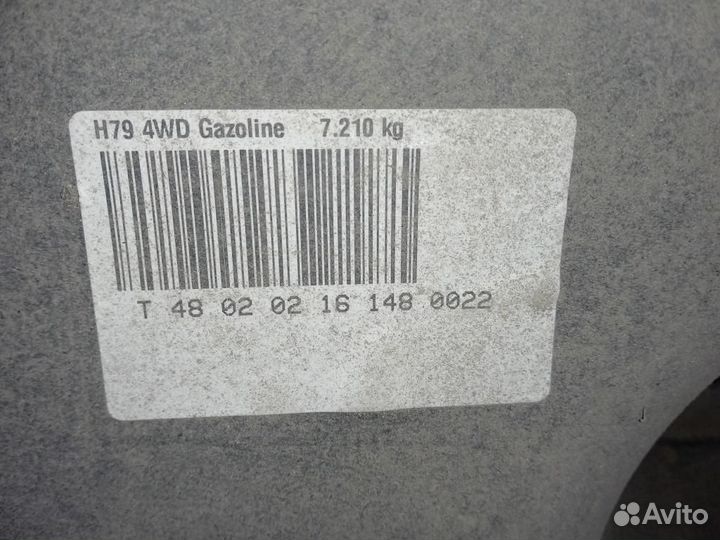 H79 4WD Gazoline 7.210 kg
T 48 02 02 16 148 0022
Avito